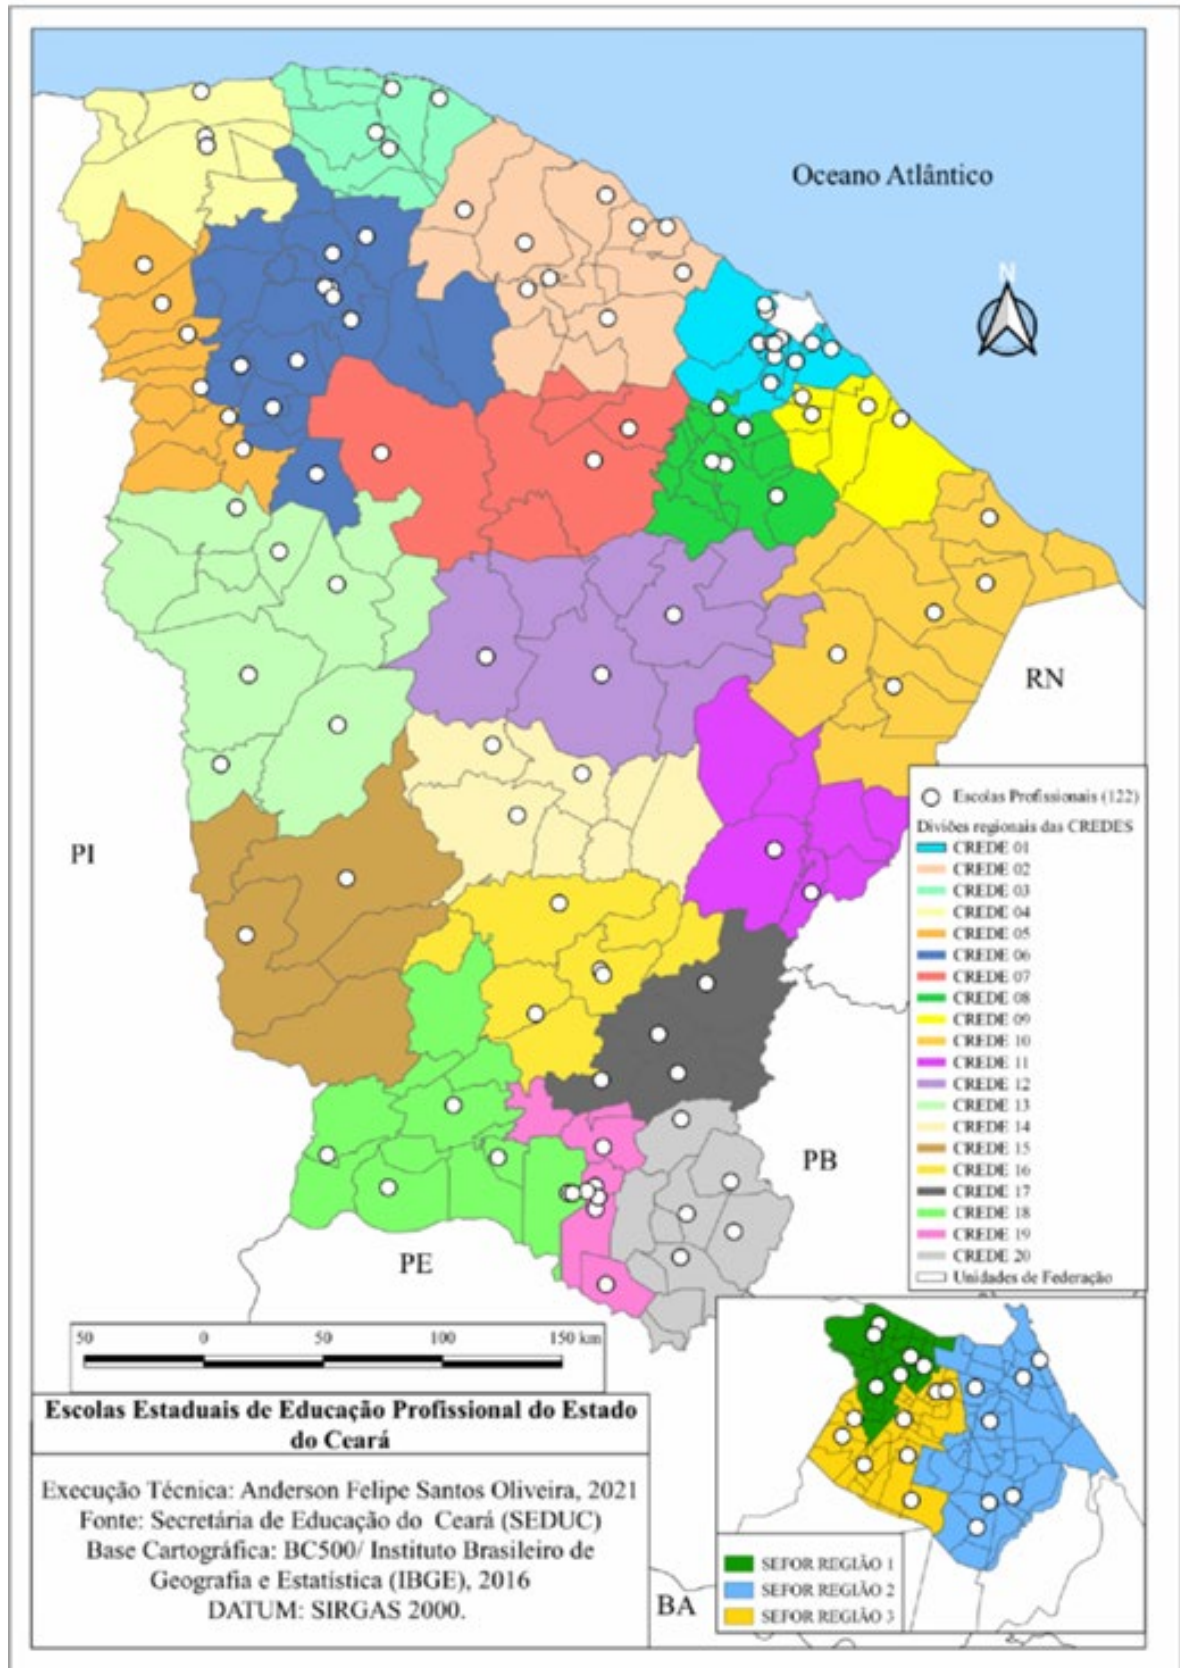 Oceano Atlântico
N
RN
PI
PB
PE
BA
Escolas Profissionais (122)
Diviões regionais das CREDES
CREDE 01
CREDE 02
CREDE 03
CREDE 04
CREDE 05
CREDE 06
CREDE 07
CREDE 08
CREDE 09
CREDE 10
CREDE 11
CREDE 12
CREDE 13
CREDE 14
CREDE 15
CREDE 16
CREDE 17
CREDE 18
CREDE 19
CREDE 20
Unidades de Federação
50 0 50 100 150 km
Escolas Estaduais de Educação Profissional do Estado
do Ceará
Execução Técnica: Anderson Felipe Santos Oliveira, 2021
Fonte: Secretária de Educação do Ceará (SEDUC)
Base Cartográfica: BC500/ Instituto Brasileiro de
Geografia e Estatística (IBGE), 2016
DATUM: SIRGAS 2000.
SEFOR REGIÃO 1
SEFOR REGIÃO 2
SEFOR REGIÃO 3